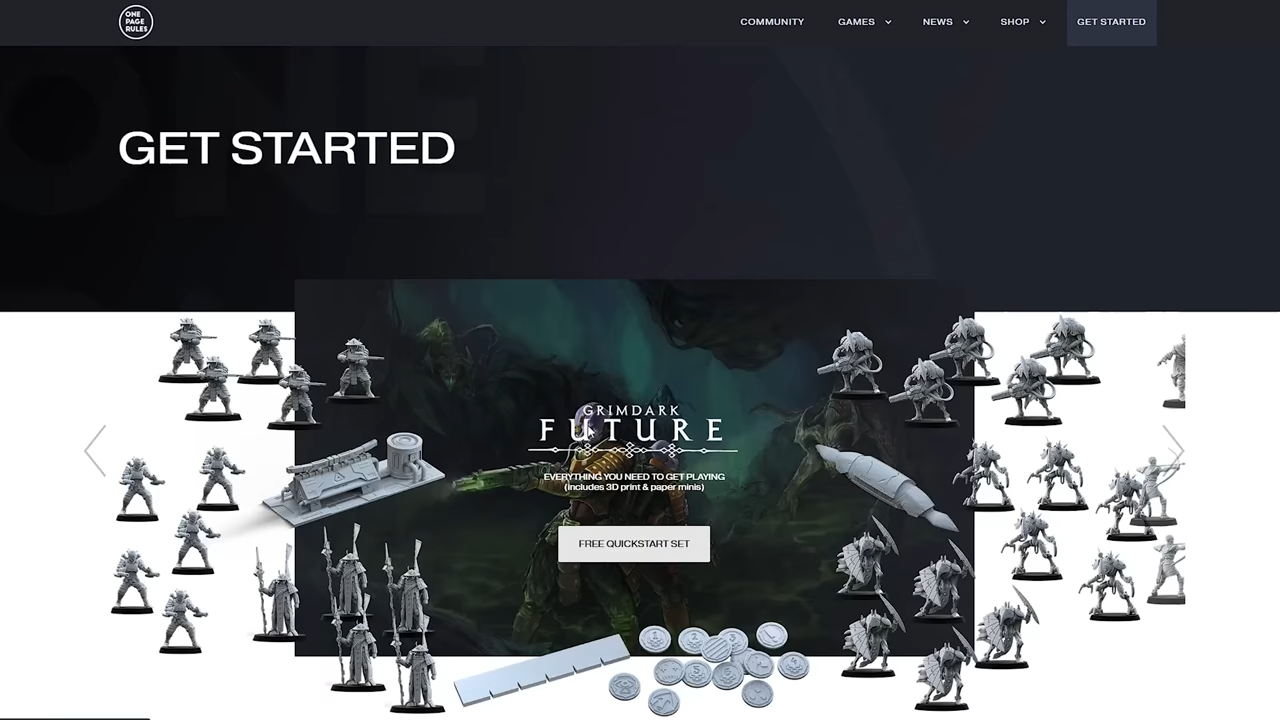 ONE
PAGE
RULES
COMMUNITY
GAMES
NEWS
SHOP
GET STARTED
GET STARTED
GRIMDARK
FUTURE
EVERYTHING YOU NEED TO GET PLAYING
(includes 3D print & paper minis)
FREE QUICKSTART SET